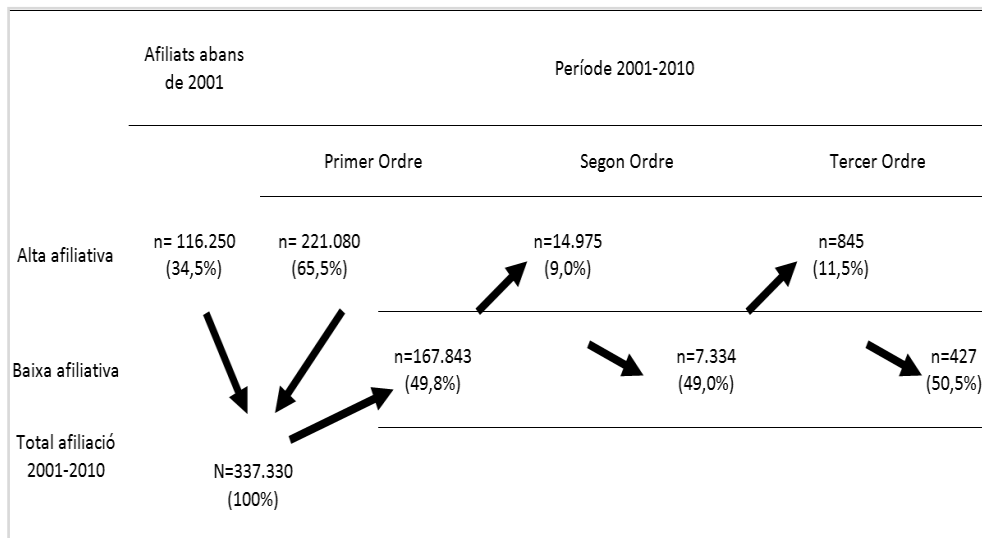 Afiliats abans
de 2001
Període 2001-2010
Primer Ordre
Segon Ordre
Tercer Ordre
Alta afiliativa
n= 116.250
(34,5%)
n= 221.080
(65,5%)
n=14.975
(9,0%)
n=845
(11,5%)
Baixa afiliativa
n=167.843
(49,8%)
n=7.334
(49,0%)
n=427
(50,5%)
Total afiliació
2001-2010
N=337.330
(100%)